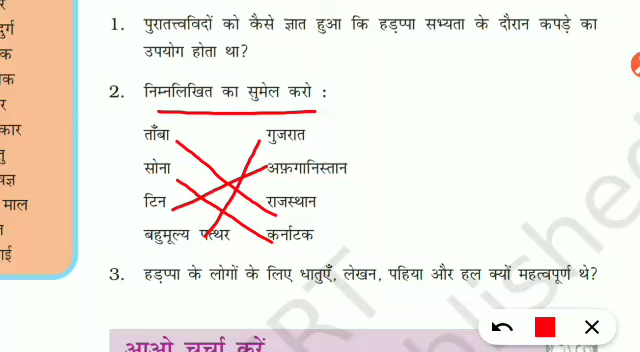 र्ग
क
क
र
कार
तु
वज्ञ
माल
ाई
1. पुरातत्त्वविदों को कैसे ज्ञात हुआ कि हड़प्पा सभ्यता के दौरान कपड़े का
उपयोग होता था?
2. निम्नलिखित का सुमेल करो :
ताँबा गुजरात
सोना अफ़गानिस्तान
टिन राजस्थान
बहुमूल्य पत्थर कर्नाटक
3. हड़प्पा के लोगों के लिए धातुएँ, लेखन, पहिया और हल क्यों महत्वपूर्ण थे?
आओ चर्चा करें